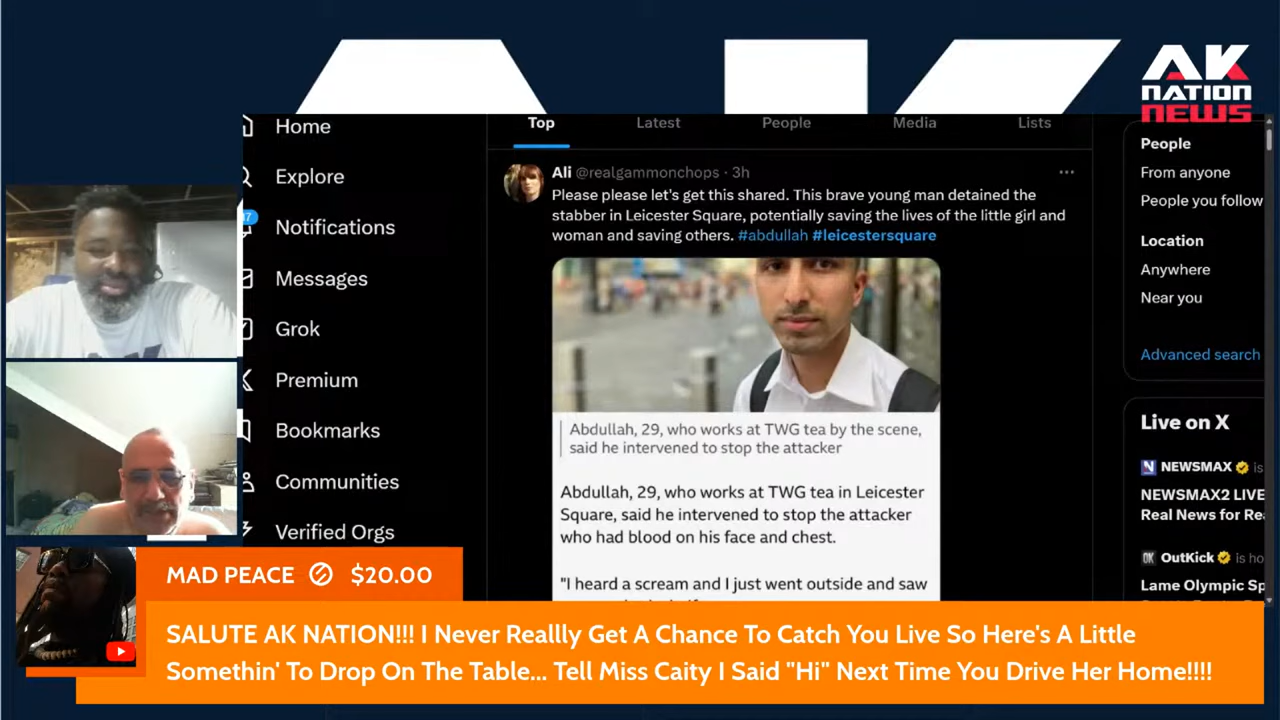 AK
NATION
NEWS
Home
Explore
17
Notifications
Messages
Grok
Premium
Bookmarks
Communities
Verified Orgs
Top
Latest
People
Media
Lists
Ali @realgammonchops · 3h
Please please let's get this shared. This brave young man detained the
stabber in Leicester Square, potentially saving the lives of the little girl and
woman and saving others. #abdullah #leicestersquare
Abdullah, 29, who works at TWG tea by the scene,
said he intervened to stop the attacker
Abdullah, 29, who works at TWG tea in Leicester
Square, said he intervened to stop the attacker
who had blood on his face and chest.
"I heard a scream and I just went outside and saw
People
From anyone
People you follow
Location
Anywhere
Near you
Advanced search
Live on X
NEWSMAX is
NEWSMAX2 LIVE
Real News for Re
OutKick is ho
Lame Olympic Sp
MAD PEACE $20.00
SALUTE AK NATION!!! I Never Reallly Get A Chance To Catch You Live So Here's A Little
Somethin' To Drop On The Table... Tell Miss Caity I Said "Hi" Next Time You Drive Her Home!!!!